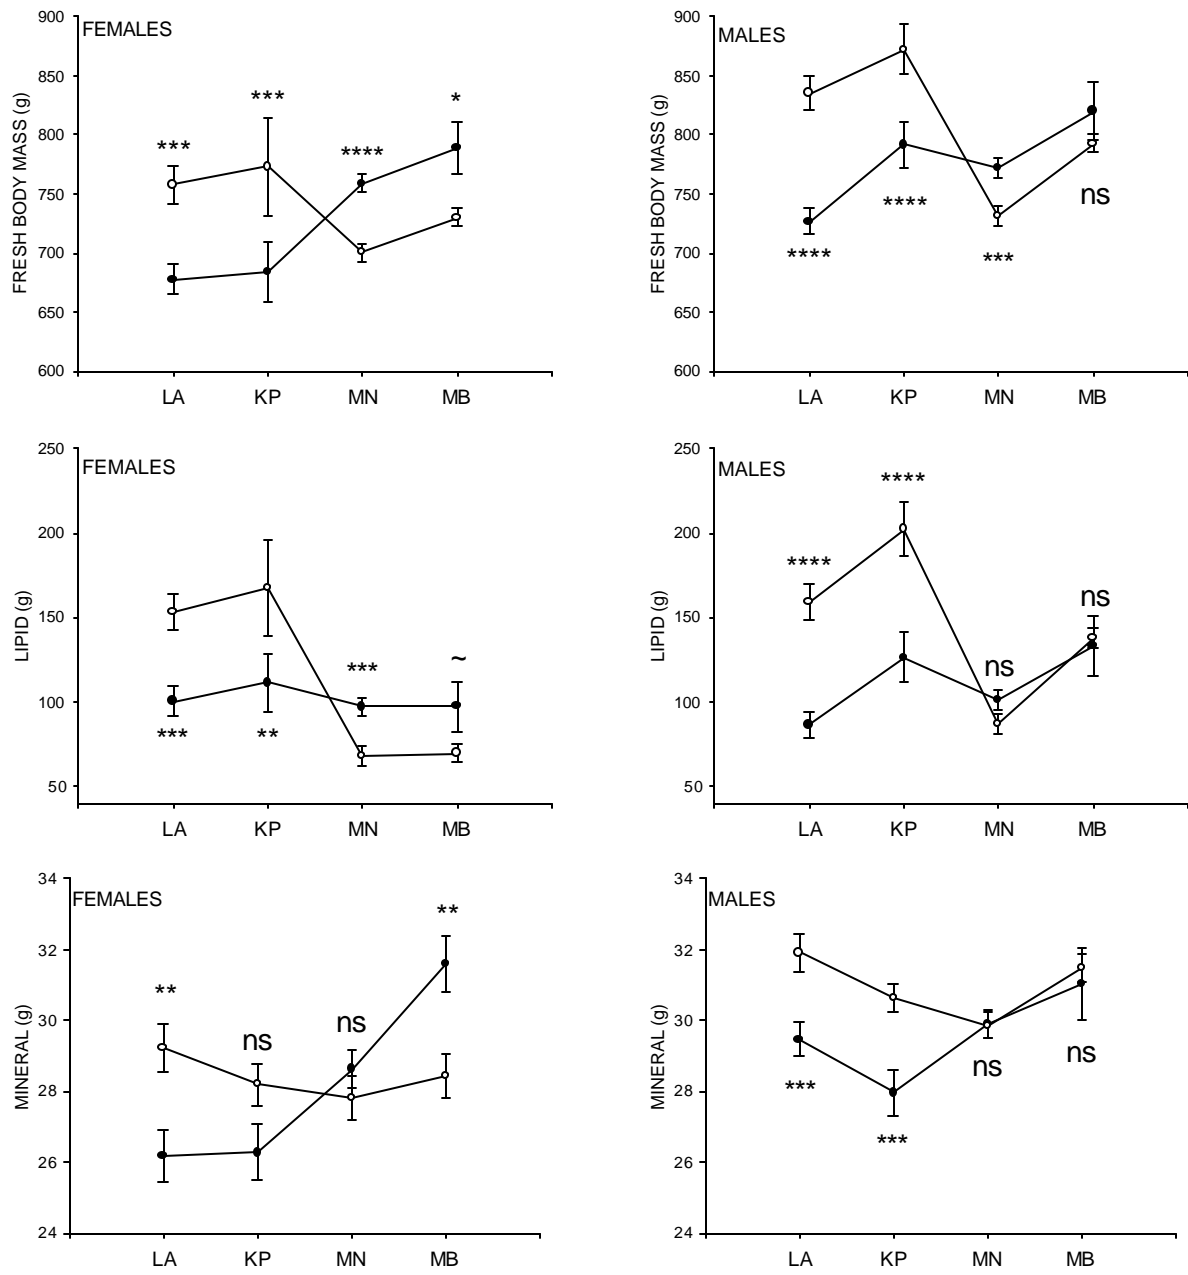 FEMALES
FRESH BODY MASS (g)
900
850
800
750
700
650
600
***
***
****
*
LA KP MN MB
MALES
FRESH BODY MASS (g)
900
850
800
750
700
650
600
****
****
***
ns
LA KP MN MB
FEMALES
LIPID (g)
250
200
150
100
50
***
**
***
~
LA KP MN MB
MALES
LIPID (g)
250
200
150
100
50
****
****
ns
ns
LA KP MN MB
FEMALES
MINERAL (g)
34
32
30
28
26
24
**
ns
ns
**
LA KP MN MB
MALES
MINERAL (g)
34
32
30
28
26
24
***
***
ns
ns
LA KP MN MB